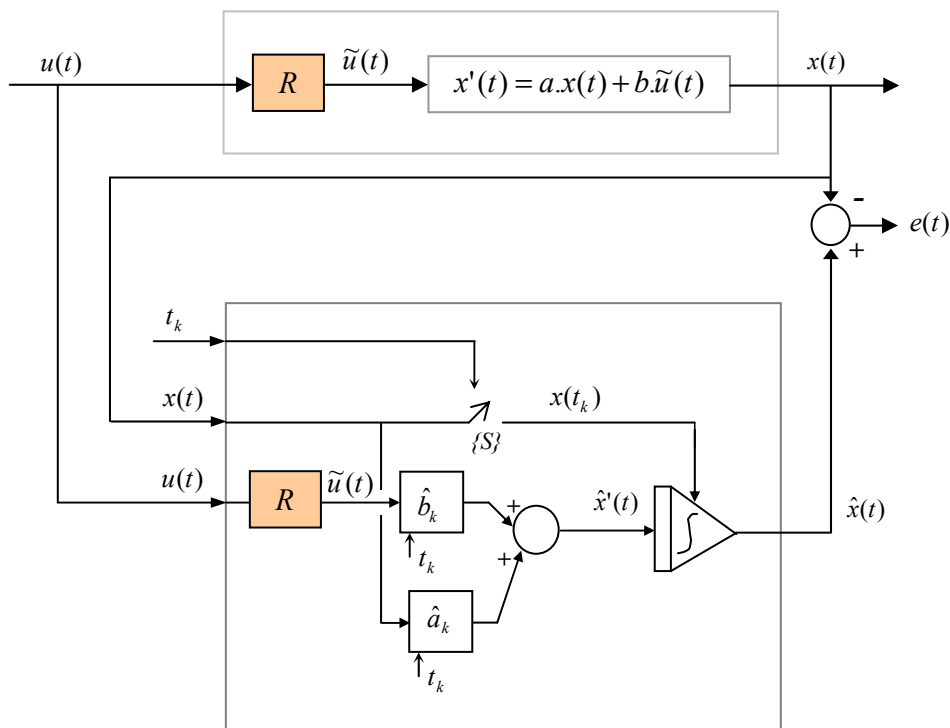 u(t)
R
ũ(t)
x'(t) = a.x(t) + b.ũ(t)
x(t)
-
+
e(t)
t_k
x(t)
{S}
x(t_k)
u(t)
R
ũ(t)
b̂_k
t_k
+
+
x̂'(t)
∫
x̂(t)
â_k
t_k